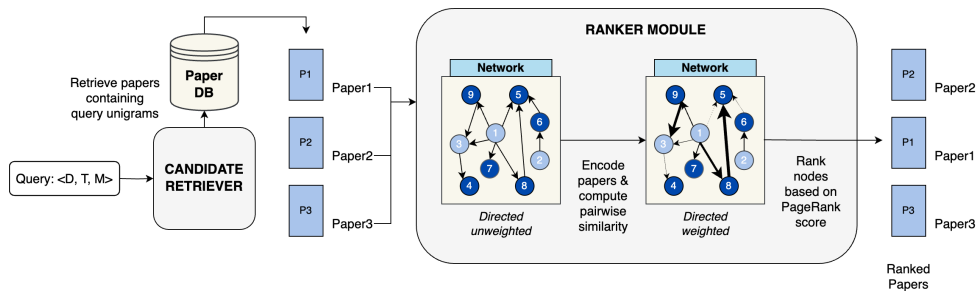 Query: <D, T, M>
CANDIDATE
RETRIEVER
Retrieve papers
containing
query unigrams
Paper
DB
P1
Paper1
P2
Paper2
P3
Paper3
RANKER MODULE
Network
9
5
6
3
1
2
7
4
8
Directed
unweighted
Encode
papers &
compute
pairwise
similarity
Network
9
5
6
3
1
2
7
4
8
Directed
weighted
Rank
nodes
based on
PageRank
score
P2
Paper2
P1
Paper1
P3
Paper3
Ranked
Papers